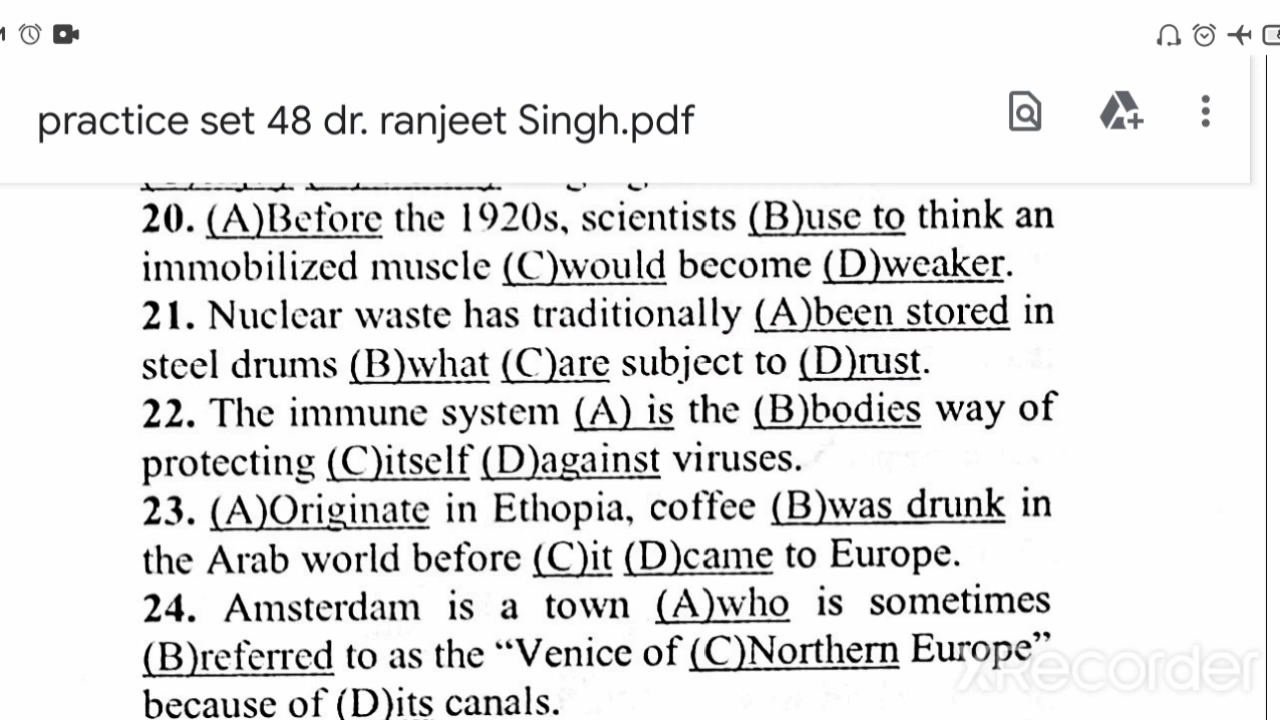 practice set 48 dr. ranjeet Singh.pdf
20. (A)Before the 1920s, scientists (B)use to think an
immobilized muscle (C)would become (D)weaker.
21. Nuclear waste has traditionally (A)been stored in
steel drums (B)what (C)are subject to (D)rust.
22. The immune system (A) is the (B)bodies way of
protecting (C)itself (D)against viruses.
23. (A)Originate in Ethopia, coffee (B)was drunk in
the Arab world before (C)it (D)came to Europe.
24. Amsterdam is a town (A)who is sometimes
(B)referred to as the “Venice of (C)Northern Europe”
because of (D)its canals.
XRecorder